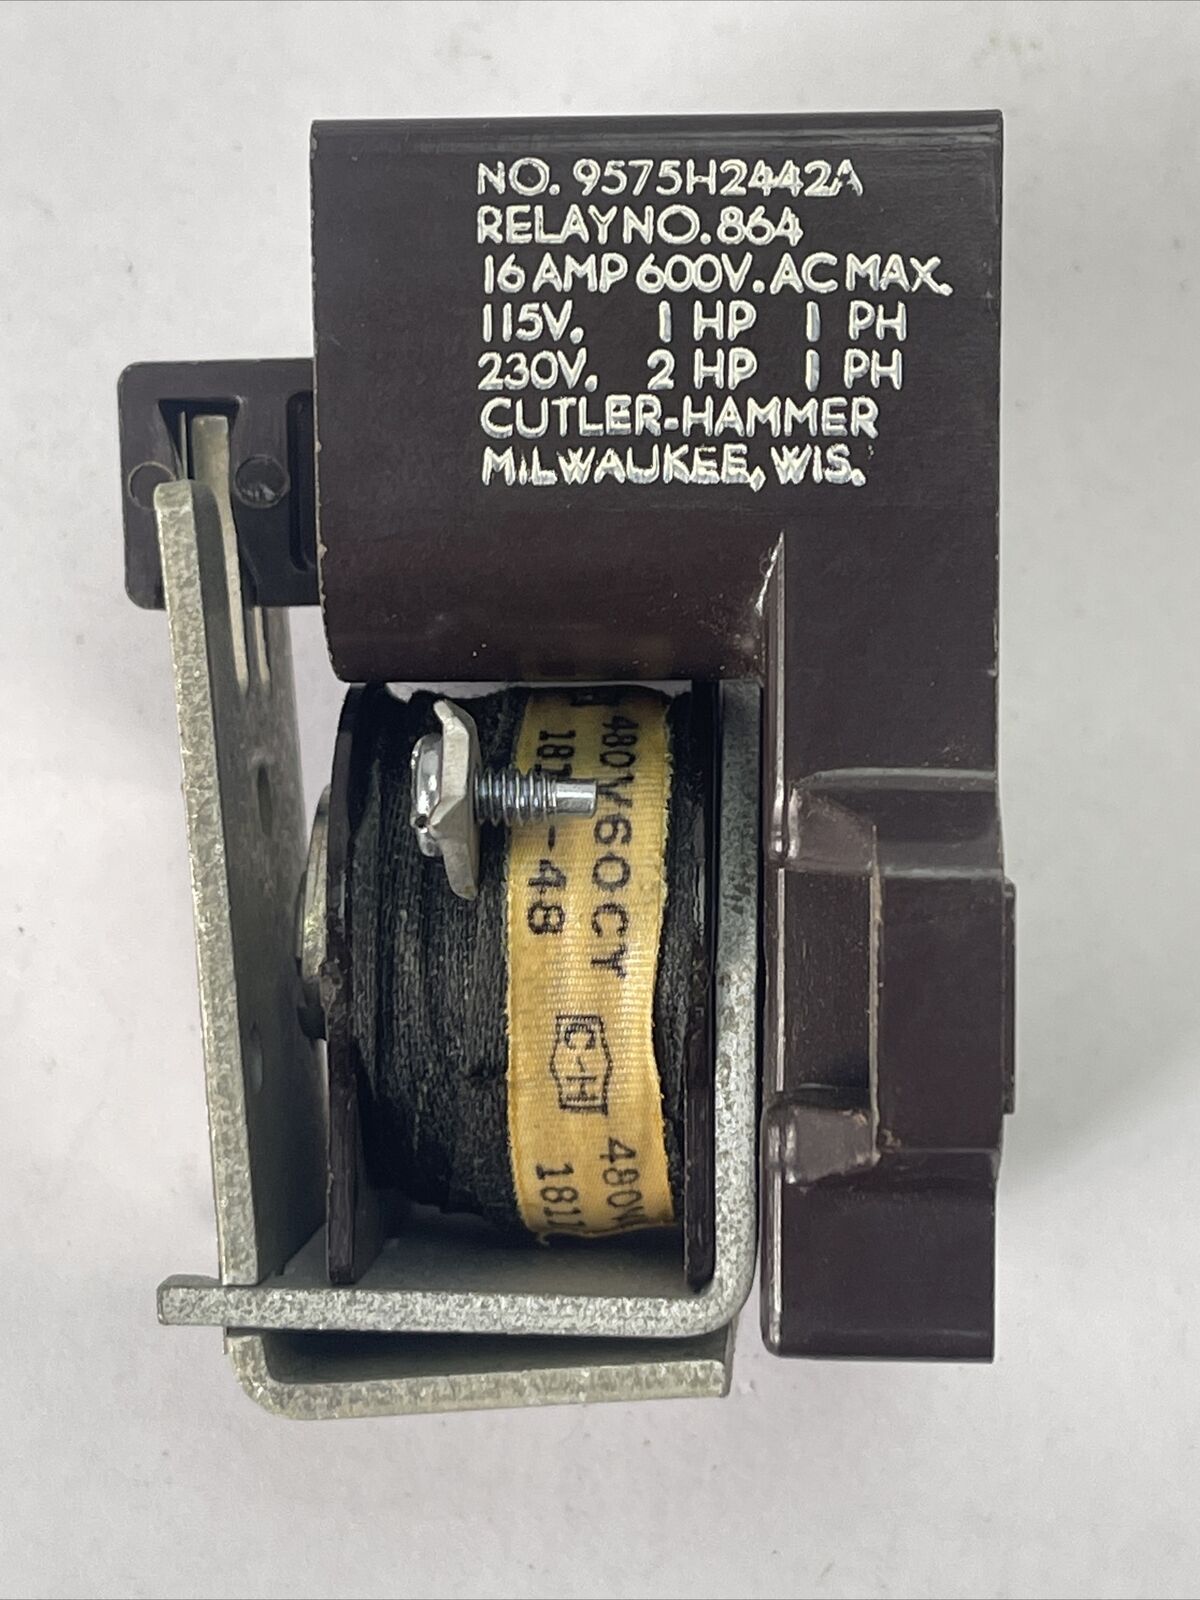 NO. 9575H2442A
RELAY NO. 864
16 AMP 600V. AC MAX.
115V. 1 HP 1 PH
230V. 2 HP 1 PH
CUTLER-HAMMER
MILWAUKEE, WIS.
480V60CY C-H 480V
-48